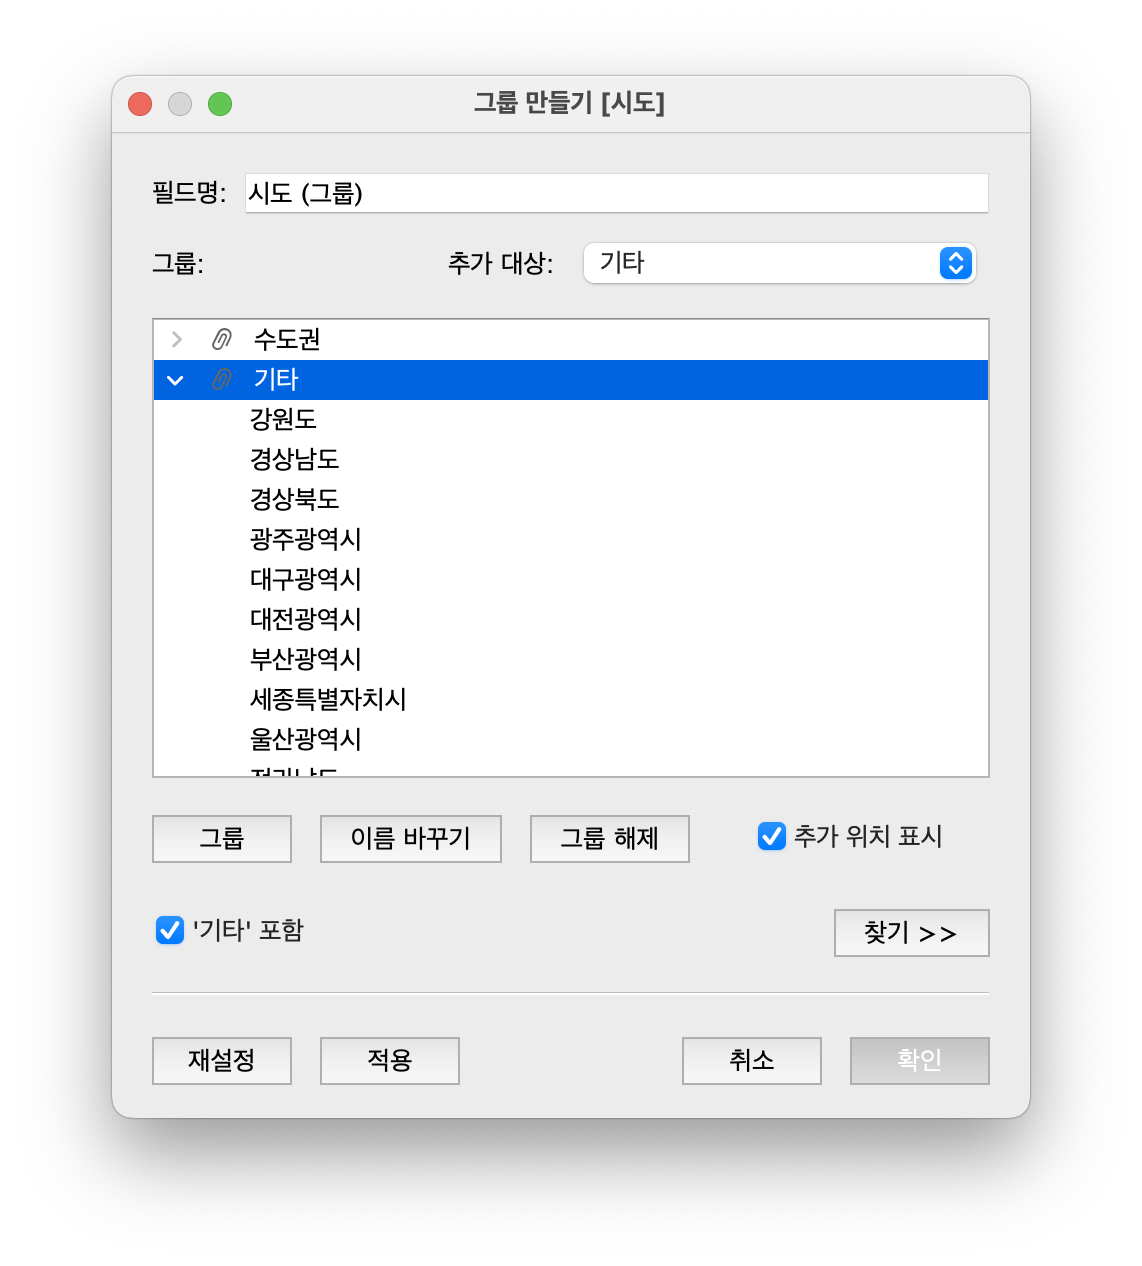 그룹 만들기 [시도]
필드명: 시도 (그룹)
그룹: 추가 대상: 기타
수도권
기타
강원도
경상남도
경상북도
광주광역시
대구광역시
대전광역시
부산광역시
세종특별자치시
울산광역시
그룹 이름 바꾸기 그룹 해제 추가 위치 표시
'기타' 포함 찾기 >>
재설정 적용 취소 확인